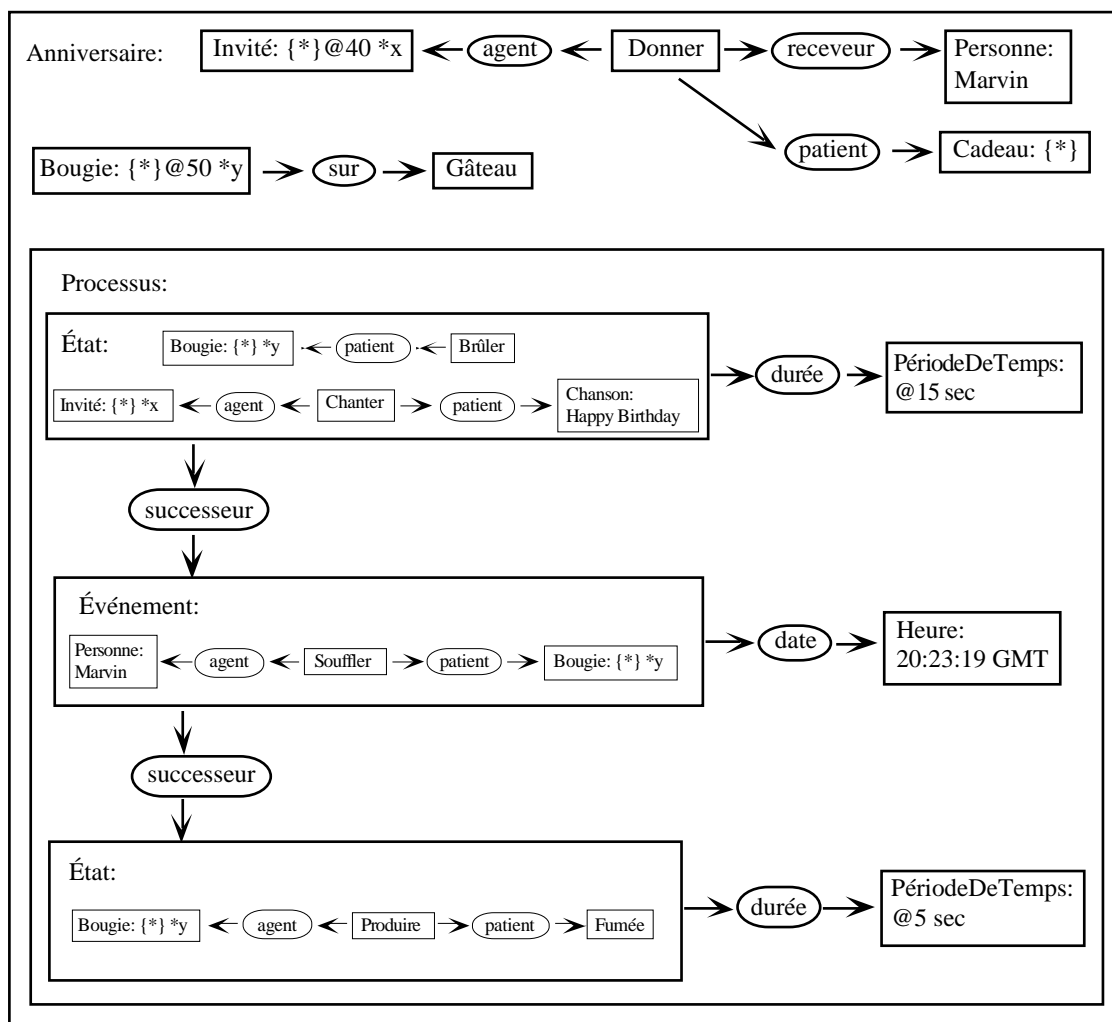 Anniversaire:
Invité: {*}@40 *x
agent
Donner
receveur
Personne:
Marvin
patient
Cadeau: {*}
Bougie: {*}@50 *y
sur
Gâteau
Processus:
État:
Bougie: {*} *y
patient
Brûler
Invité: {*} *x
agent
Chanter
patient
Chanson:
Happy Birthday
durée
PériodeDeTemps:
@15 sec
successeur
Événement:
Personne:
Marvin
agent
Souffler
patient
Bougie: {*} *y
date
Heure:
20:23:19 GMT
successeur
État:
Bougie: {*} *y
agent
Produire
patient
Fumée
durée
PériodeDeTemps:
@5 sec